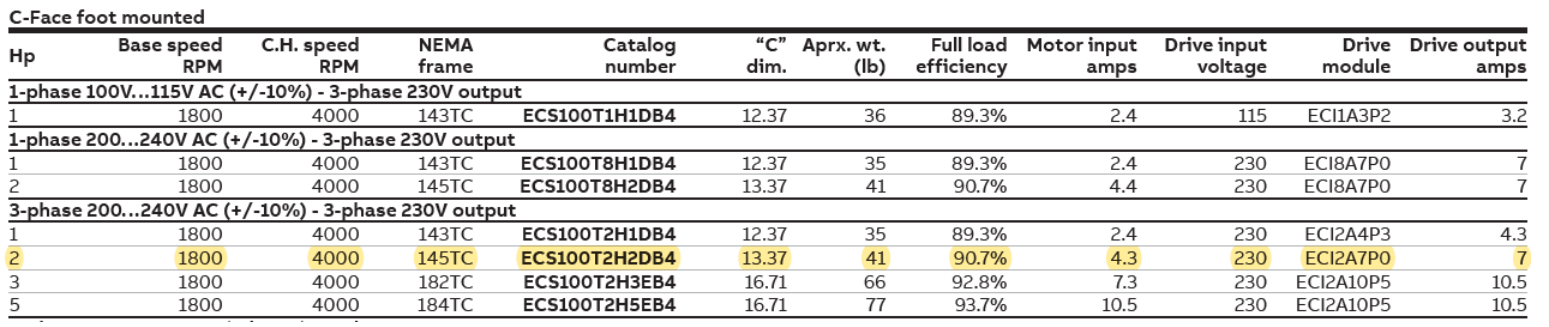 C-Face foot mounted
Hp Base speed RPM C.H. speed RPM NEMA frame Catalog number “C” dim. Aprx. wt. (lb) Full load efficiency Motor input amps Drive input voltage Drive module Drive output amps
1-phase 100V...115V AC (+/-10%) - 3-phase 230V output
1 1800 4000 143TC ECS100T1H1DB4 12.37 36 89.3% 2.4 115 ECI1A3P2 3.2
1-phase 200...240V AC (+/-10%) - 3-phase 230V output
1 1800 4000 143TC ECS100T8H1DB4 12.37 35 89.3% 2.4 230 ECI8A7P0 7
2 1800 4000 145TC ECS100T8H2DB4 13.37 41 90.7% 4.4 230 ECI8A7P0 7
3-phase 200...240V AC (+/-10%) - 3-phase 230V output
1 1800 4000 143TC ECS100T2H1DB4 12.37 35 89.3% 2.4 230 ECI2A4P3 4.3
2 1800 4000 145TC ECS100T2H2DB4 13.37 41 90.7% 4.3 230 ECI2A7P0 7
3 1800 4000 182TC ECS100T2H3EB4 16.71 66 92.8% 7.3 230 ECI2A10P5 10.5
5 1800 4000 184TC ECS100T2H5EB4 16.71 77 93.7% 10.5 230 ECI2A10P5 10.5